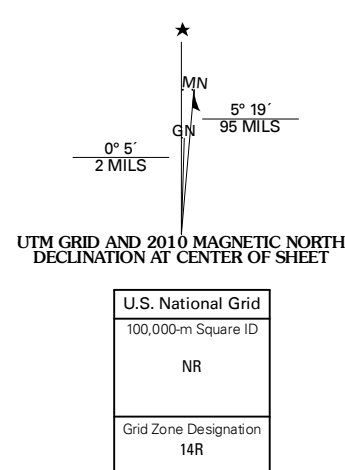 MN
GN
5° 19´
95 MILS
0° 5´
2 MILS
UTM GRID AND 2010 MAGNETIC NORTH
DECLINATION AT CENTER OF SHEET
U.S. National Grid
100,000-m Square ID
NR
Grid Zone Designation
14R